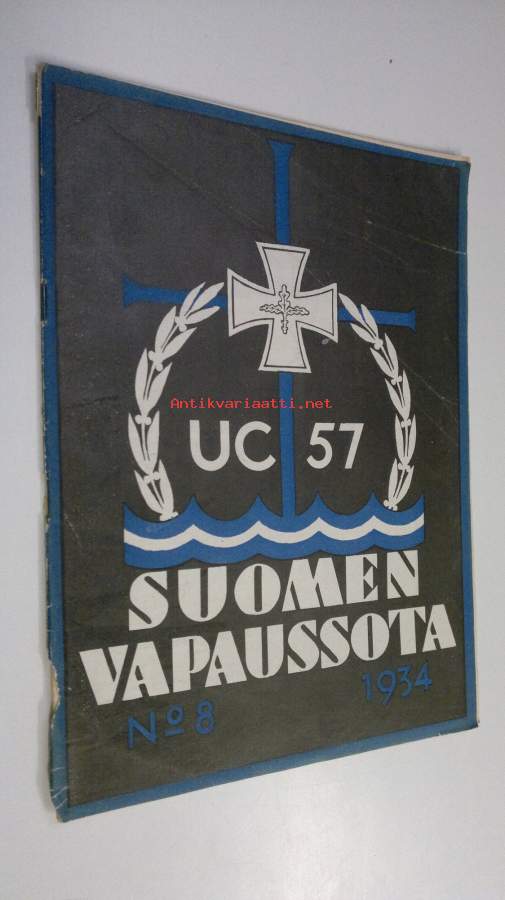 Antikvariaatti.net
UC 57
SUOMEN
VAPAUSSOTA
No 8 1934